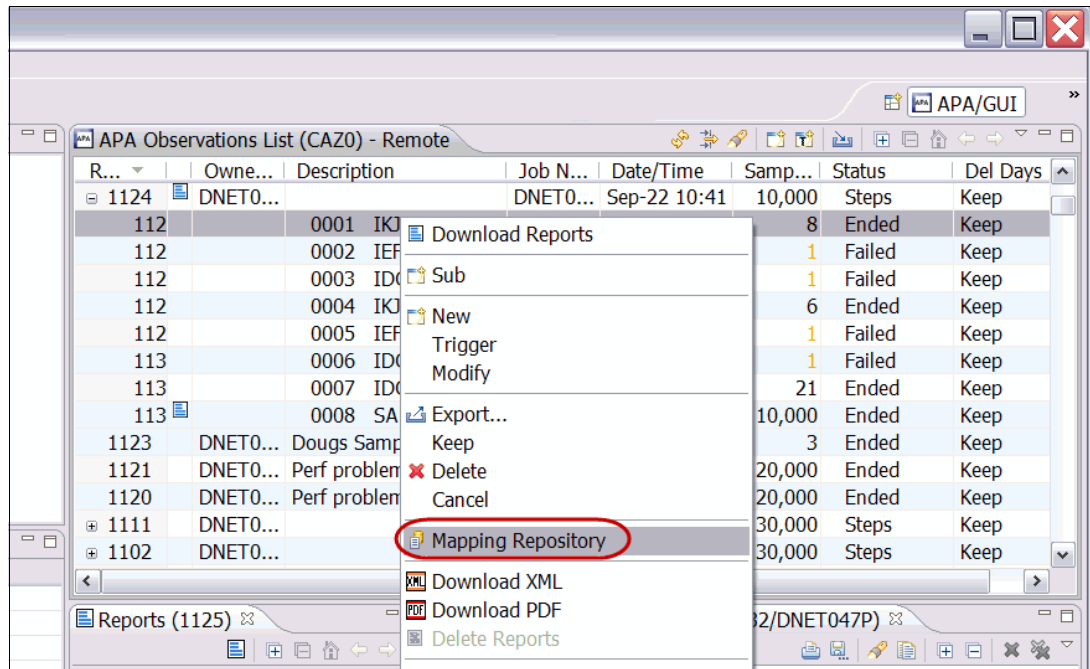 APA/GUI »
APA Observations List (CAZ0) - Remote
R... Owne... Description Job N... Date/Time Samp... Status Del Days
1124 DNET0... DNET0... Sep-22 10:41 10,000 Steps Keep
112 0001 IKJ 8 Ended Keep
112 0002 IEF 1 Failed Keep
112 0003 IDC 1 Failed Keep
112 0004 IKJ 6 Ended Keep
112 0005 IEF 1 Failed Keep
113 0006 IDC 1 Failed Keep
113 0007 IDC 21 Ended Keep
113 0008 SA 10,000 Ended Keep
1123 DNET0... Dougs Samp 3 Ended Keep
1121 DNET0... Perf problem 20,000 Ended Keep
1120 DNET0... Perf problem 20,000 Ended Keep
1111 DNET0... 30,000 Steps Keep
1102 DNET0... 30,000 Steps Keep
Download Reports
Sub
New
Trigger
Modify
Export...
Keep
Delete
Cancel
Mapping Repository
XML Download XML
PDF Download PDF
Delete Reports
Reports (1125)
32/DNET047P)